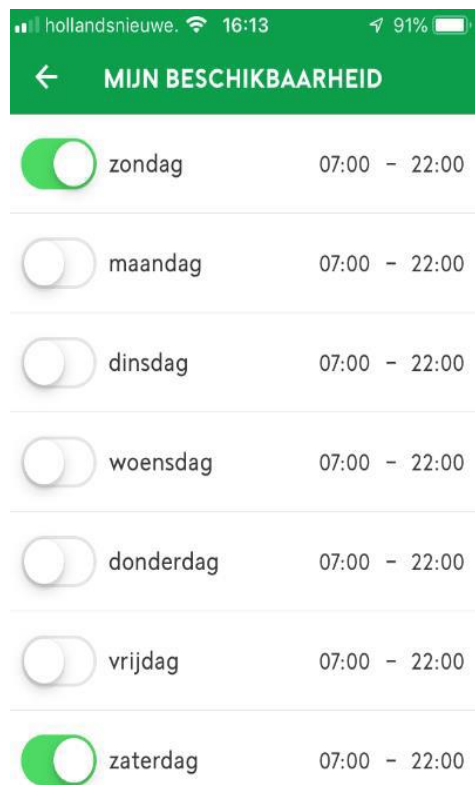 hollandsnieuwe. 16:13 91%
MIJN BESCHIKBAARHEID
zondag 07:00 - 22:00
maandag 07:00 - 22:00
dinsdag 07:00 - 22:00
woensdag 07:00 - 22:00
donderdag 07:00 - 22:00
vrijdag 07:00 - 22:00
zaterdag 07:00 - 22:00